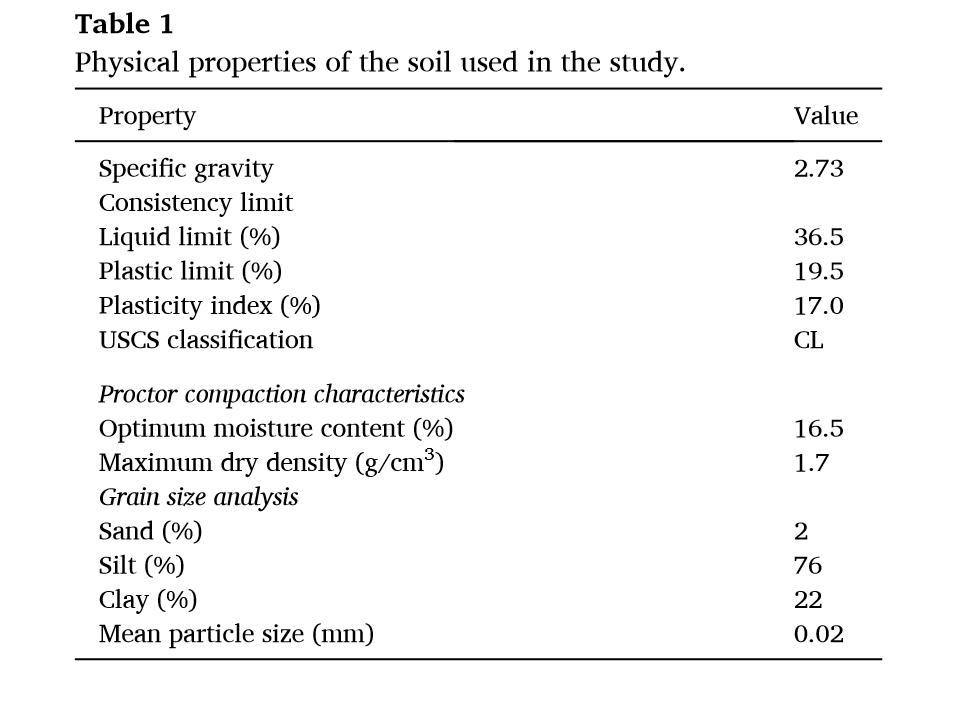 Table 1
Physical properties of the soil used in the study.
Property Value
Specific gravity 2.73
Consistency limit
Liquid limit (%) 36.5
Plastic limit (%) 19.5
Plasticity index (%) 17.0
USCS classification CL
Proctor compaction characteristics
Optimum moisture content (%) 16.5
Maximum dry density (g/cm³) 1.7
Grain size analysis
Sand (%) 2
Silt (%) 76
Clay (%) 22
Mean particle size (mm) 0.02